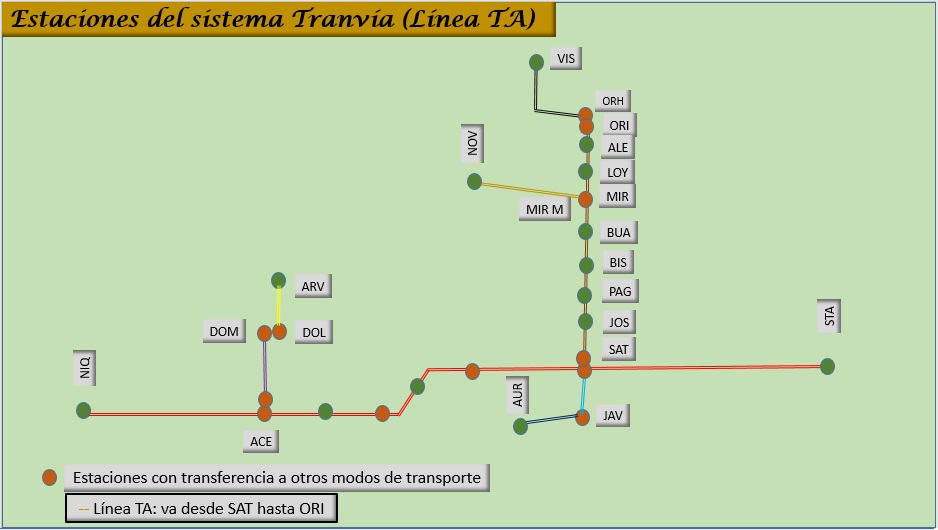 Estaciones del sistema Tranvía (Línea TA)
VIS
ORH
ORI
NOV
ALE
LOY
MIR
MIR M
BUA
BIS
ARV
PAG
STA
DOM
DOL
JOS
SAT
NIQ
AUR
JAV
ACE
Estaciones con transferencia a otros modos de transporte
-- Línea TA: va desde SAT hasta ORI